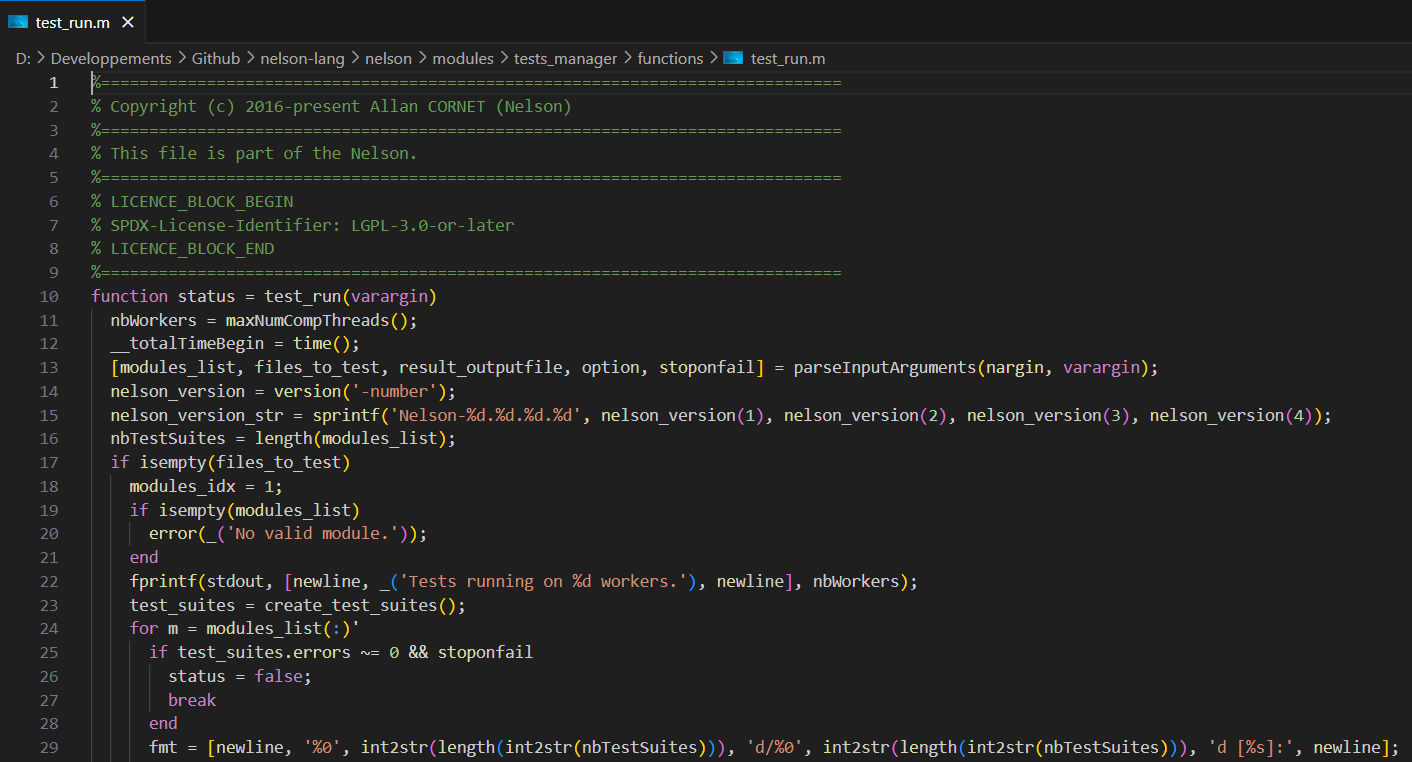 test_run.m
D: > Developpements > Github > nelson-lang > nelson > modules > tests_manager > functions > test_run.m
1 %=============================================================================
2 % Copyright (c) 2016-present Allan CORNET (Nelson)
3 %=============================================================================
4 % This file is part of the Nelson.
5 %=============================================================================
6 % LICENCE_BLOCK_BEGIN
7 % SPDX-License-Identifier: LGPL-3.0-or-later
8 % LICENCE_BLOCK_END
9 %=============================================================================
10 function status = test_run(varargin)
11   nbWorkers = maxNumCompThreads();
12   __totalTimeBegin = time();
13   [modules_list, files_to_test, result_outputfile, option, stoponfail] = parseInputArguments(nargin, varargin);
14   nelson_version = version('-number');
15   nelson_version_str = sprintf('Nelson-%d.%d.%d.%d', nelson_version(1), nelson_version(2), nelson_version(3), nelson_version(4));
16   nbTestSuites = length(modules_list);
17   if isempty(files_to_test)
18     modules_idx = 1;
19     if isempty(modules_list)
20       error(_('No valid module.'));
21     end
22     fprintf(stdout, [newline, _('Tests running on %d workers.'), newline], nbWorkers);
23     test_suites = create_test_suites();
24     for m = modules_list(:)'
25       if test_suites.errors ~= 0 && stoponfail
26         status = false;
27         break
28       end
29       fmt = [newline, '%0', int2str(length(int2str(nbTestSuites))), 'd/%0', int2str(length(int2str(nbTestSuites))), 'd [%s]:', newline];